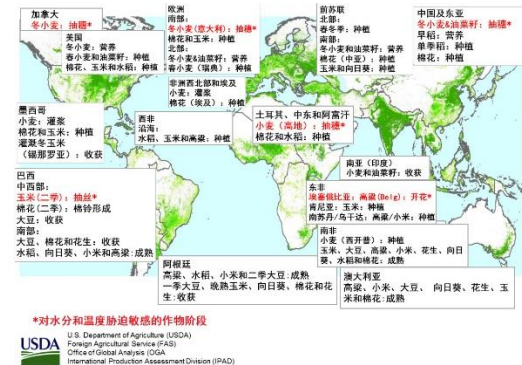 加拿大
冬小麦：抽穗*
美国
冬小麦：营养
春小麦和油菜籽：种植
棉花、玉米和水稻：种植
墨西哥
小麦：灌浆
棉花和玉米：种植
灌溉冬玉米
（锡那罗亚）：收获
巴西
中西部：
玉米(二季)：抽丝*
棉花(二季)：棉铃形成
大豆：收获
南部：
大豆、棉花和花生：收获
水稻、向日葵、小米和高粱：成熟
欧洲
南部：
冬小麦(意大利)：抽穗*
棉花和玉米：种植
北部：
冬小麦&油菜籽：营养
春小麦（瑞典）：种植
非洲西北部和埃及
小麦：灌浆
棉花（埃及）：种植
西非
沿海：
水稻、玉米和高粱：种植
前苏联
北部：
春冬季：种植
南部：
冬小麦和油菜籽：营养
棉花（中亚）：种植
玉米和向日葵：种植
土耳其、中东和阿富汗
小麦（高地）：抽穗*
棉花和水稻：种植
中国及东亚
冬小麦&油菜籽：抽穗*
早稻：营养
单季稻：种植
棉花：种植
南亚（印度）
小麦和油菜籽：收获
东非
埃塞俄比亚：高粱(Belg)：开花*
肯尼亚：玉米：种植
南苏丹/乌干达：高粱/小米：种植
南非
小麦（西开普）：种植
玉米、大豆、高粱、小米、花生、向日
葵、水稻和棉花：成熟
阿根廷
高粱、水稻、小米和二季大豆：成熟
一季大豆、晚熟玉米、向日葵、棉花和花
生：收获
澳大利亚
高粱、小米、大豆、向日葵、花生、玉
米和棉花：成熟
*对水分和温度胁迫敏感的作物阶段
USDA
U.S. Department of Agriculture (USDA)
Foreign Agricultural Service (FAS)
Office of Global Analysis (OGA
International Production Assessment Division (IPAD)